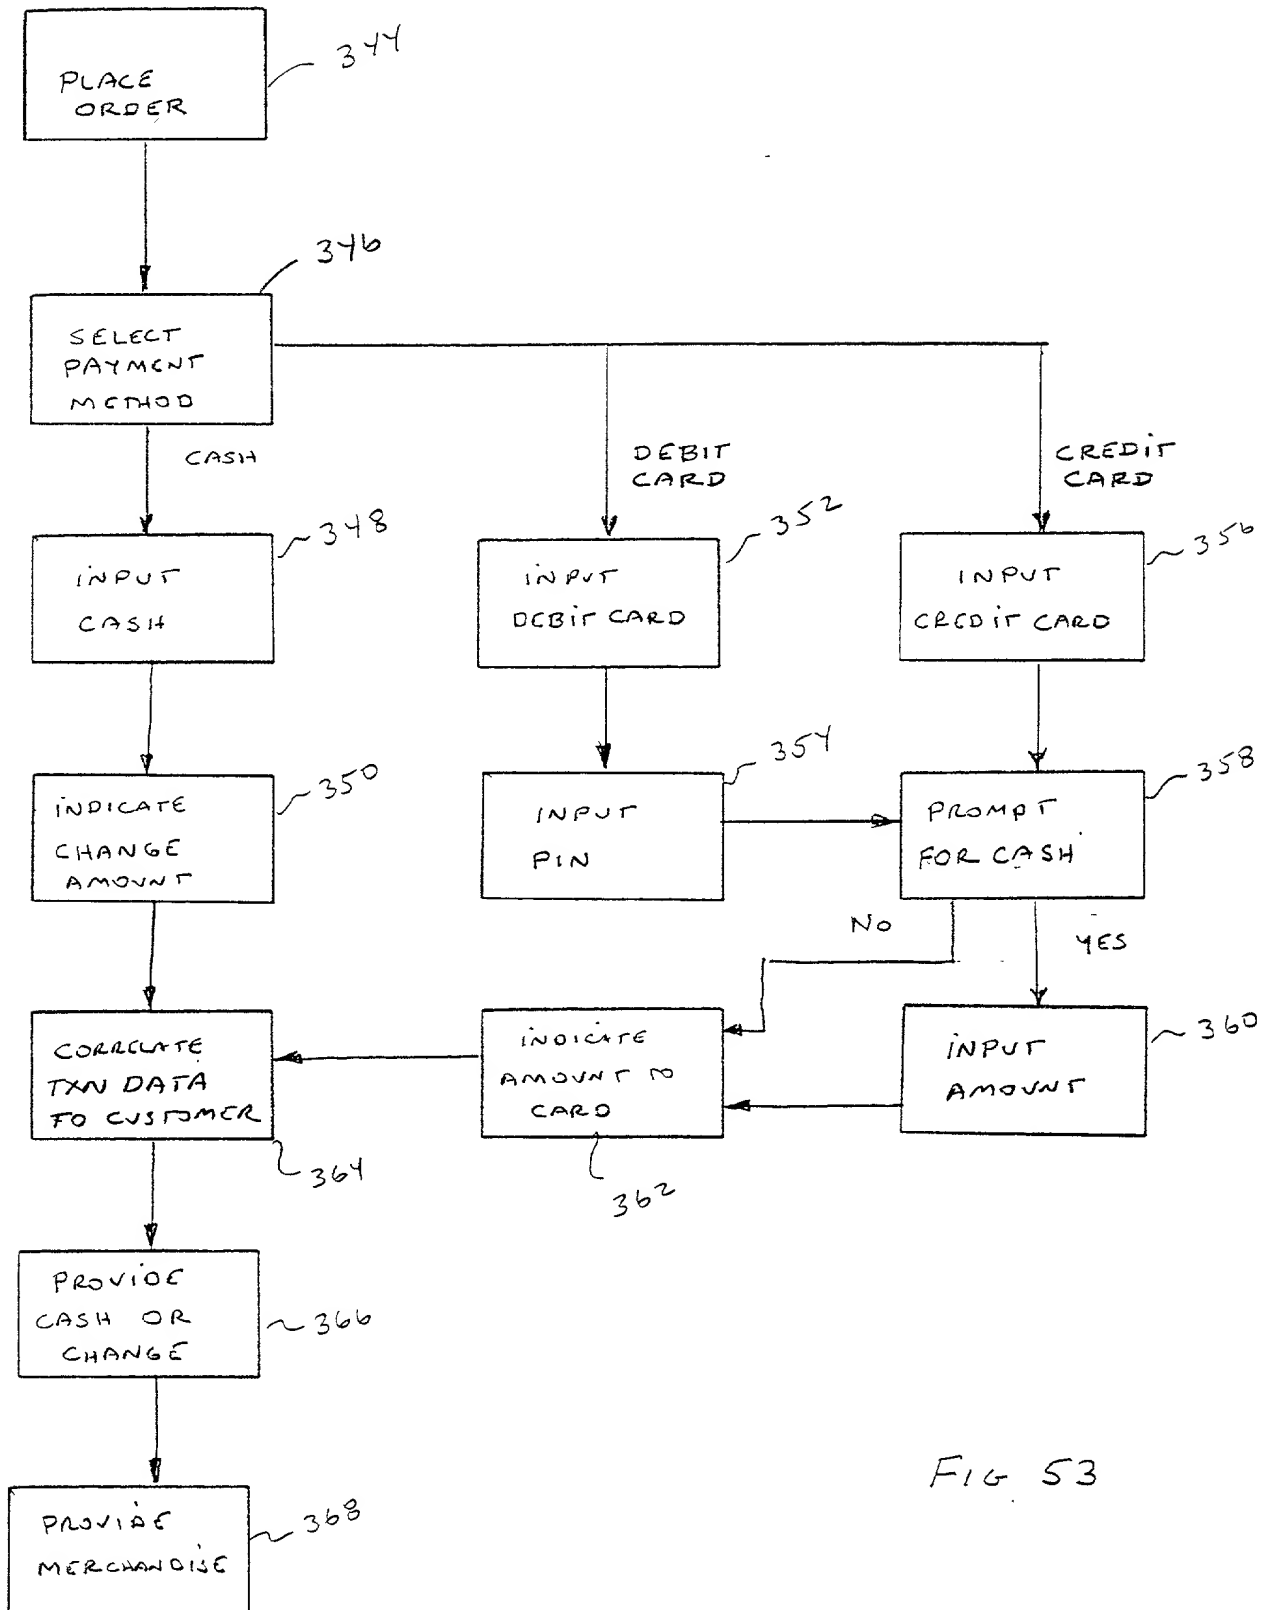 PLACE
ORDER
344
346
SELECT
PAYMENT
METHOD
CASH
DEBIT
CARD
CREDIT
CARD
348
INPUT
CASH
352
INPUT
DEBIT CARD
356
INPUT
CREDIT CARD
350
INDICATE
CHANGE
AMOUNT
354
INPUT
PIN
358
PROMPT
FOR CASH
NO
YES
CORRELATE
TXN DATA
TO CUSTOMER
364
INDICATE
AMOUNT TO
CARD
362
INPUT
AMOUNT
360
PROVIDE
CASH OR
CHANGE
366
PROVIDE
MERCHANDISE
368
FIG 53